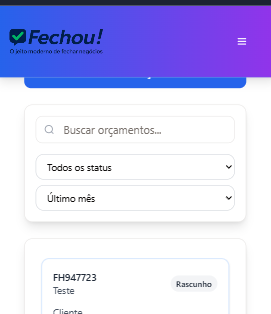 Fechou!
O jeito moderno de fechar negócios
Buscar orçamentos...
Todos os status
Último mês
FH947723
Rascunho
Teste
Cliente